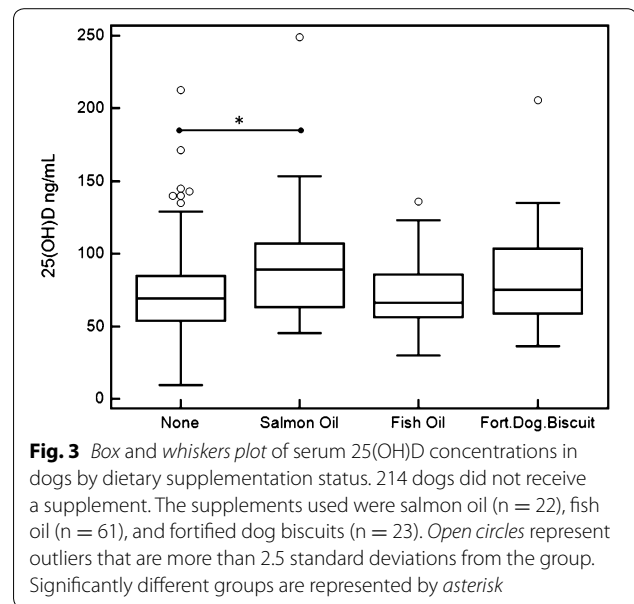 250
200
150
100
50
0
25(OH)D ng/mL
*
None Salmon Oil Fish Oil Fort.Dog.Biscuit
Fig. 3 Box and whiskers plot of serum 25(OH)D concentrations in
dogs by dietary supplementation status. 214 dogs did not receive
a supplement. The supplements used were salmon oil (n = 22), fish
oil (n = 61), and fortified dog biscuits (n = 23). Open circles represent
outliers that are more than 2.5 standard deviations from the group.
Significantly different groups are represented by asterisk